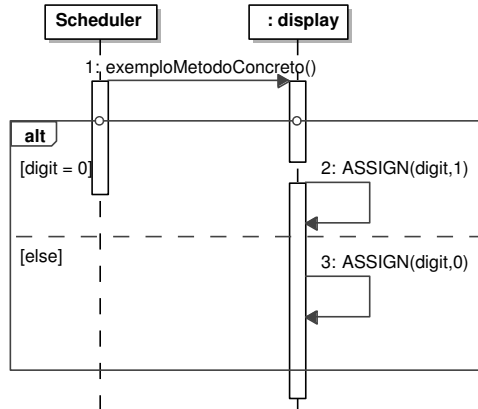 Scheduler
: display
1: exemploMetodoConcreto()
alt
[digit = 0]
2: ASSIGN(digit,1)
[else]
3: ASSIGN(digit,0)